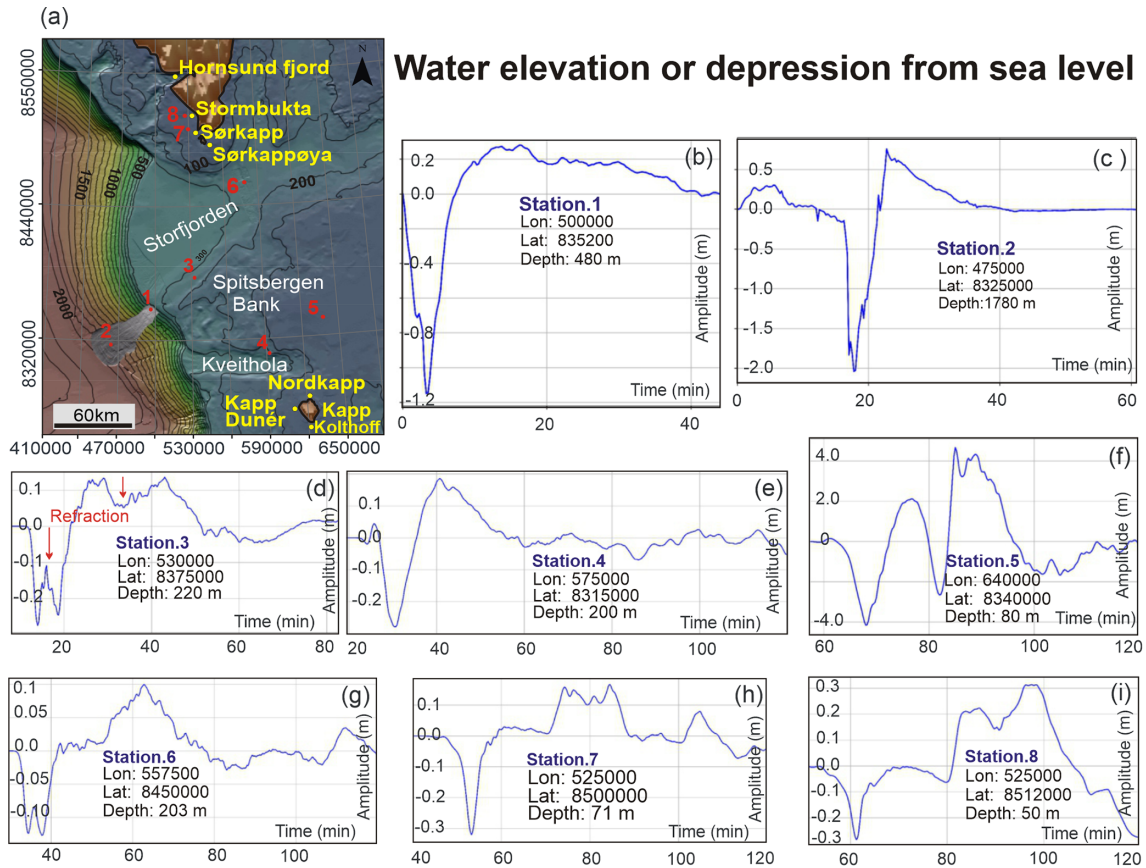 (a)
Water elevation or depression from sea level
8550000
8440000
8320000
N
Hornsund fjord
8
Stormbukta
7
Sørkapp
Sørkappøya
100
200
500
1000
1500
2000
6
Storfjorden
300
3
Spitsbergen
Bank
5
1
2
4
Kveithola
Nordkapp
Kapp
Dunér
Kapp
Kolthoff
60km
410000 470000 530000 590000 650000
(b)
0.2
0.0
-0.4
-0.8
-1.2
Station.1
Lon: 500000
Lat: 835200
Depth: 480 m
Amplitude (m)
Time (min)
0 20 40
(c)
0.5
0.0
-0.5
-1.0
-1.5
-2.0
Station.2
Lon: 475000
Lat: 8325000
Depth:1780 m
Amplitude (m)
Time (min)
0 20 40 60
(d)
0.1
-0.0
-0.1
-0.2
Refraction
Station.3
Lon: 530000
Lat: 8375000
Depth: 220 m
Amplitude (m)
Time (min)
20 40 60 80
(e)
0.1
-0.0
-0.1
-0.2
Station.4
Lon: 575000
Lat: 8315000
Depth: 200 m
Amplitude (m)
Time (min)
20 40 60 80 100
(f)
4.0
2.0
0
-4.0
Station.5
Lon: 640000
Lat: 8340000
Depth: 80 m
Amplitude (m)
Time (min)
60 80 100 120
(g)
0.1
0.05
0.0
-0.05
-0.10
Station.6
Lon: 557500
Lat: 8450000
Depth: 203 m
Amplitude (m)
Time (min)
40 60 80 100
(h)
0.1
0.0
-0.1
-0.2
-0.3
Station.7
Lon: 525000
Lat: 8500000
Depth: 71 m
Amplitude (m)
Time (min)
40 60 80 100 120
(i)
0.3
0.2
0.1
-0.0
-0.1
-0.2
-0.3
Station.8
Lon: 525000
Lat: 8512000
Depth: 50 m
Amplitude (m)
Time (min)
60 80 100 120